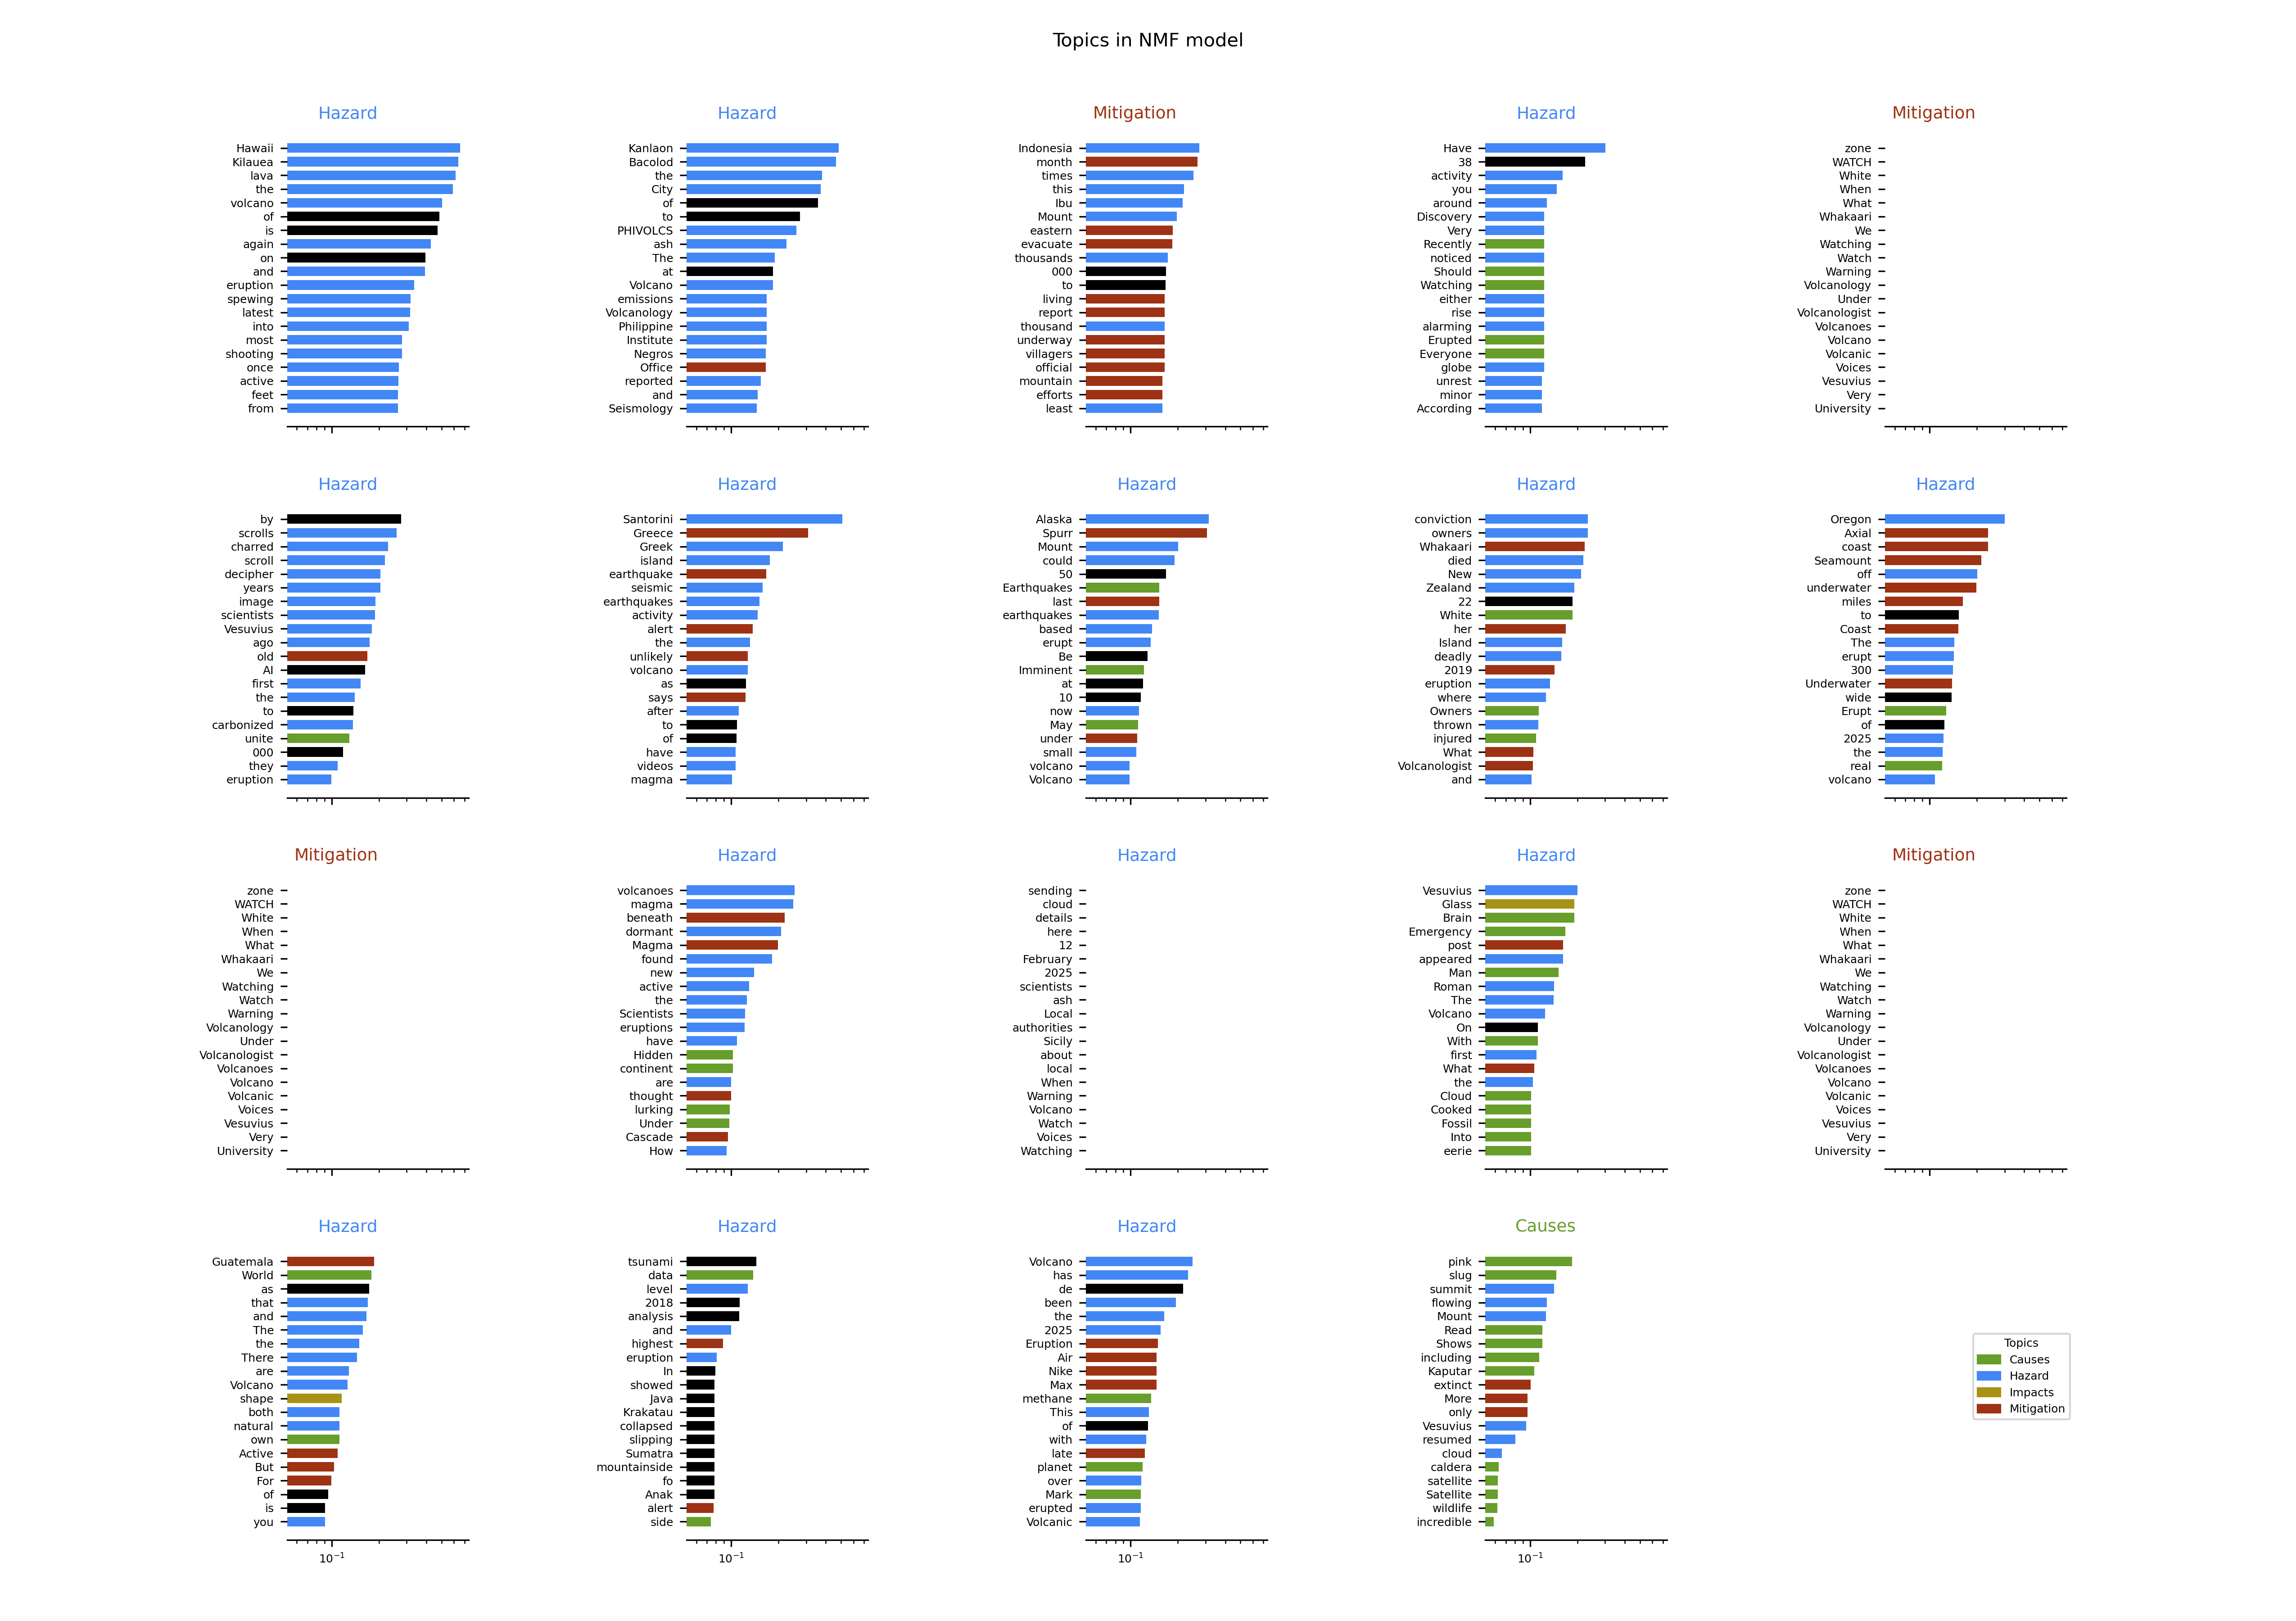 Topics in NMF model
Hazard
Hawaii
Kilauea
lava
the
volcano
of
is
again
on
and
eruption
spewing
latest
into
most
shooting
once
active
feet
from
Hazard
Kanlaon
Bacolod
the
City
of
to
PHIVOLCS
ash
The
at
Volcano
emissions
Volcanology
Philippine
Institute
Negros
Office
reported
and
Seismology
Mitigation
Indonesia
month
times
this
Ibu
Mount
eastern
evacuate
thousands
000
to
living
report
thousand
underway
villagers
official
mountain
efforts
least
Hazard
Have
38
activity
you
around
Discovery
Very
Recently
noticed
Should
Watching
either
rise
alarming
Erupted
Everyone
globe
unrest
minor
According
Mitigation
zone
WATCH
White
When
What
Whakaari
We
Watching
Watch
Warning
Volcanology
Under
Volcanologist
Volcanoes
Volcano
Volcanic
Voices
Vesuvius
Very
University
Hazard
by
scrolls
charred
scroll
decipher
years
image
scientists
Vesuvius
ago
old
AI
first
the
to
carbonized
unite
000
they
eruption
Hazard
Santorini
Greece
Greek
island
earthquake
seismic
earthquakes
activity
alert
the
unlikely
volcano
as
says
after
to
of
have
videos
magma
Hazard
Alaska
Spurr
Mount
could
50
Earthquakes
last
earthquakes
based
erupt
Be
Imminent
at
10
now
May
under
small
volcano
Volcano
Hazard
conviction
owners
Whakaari
died
New
Zealand
22
White
her
Island
deadly
2019
eruption
where
Owners
thrown
injured
What
Volcanologist
and
Hazard
Oregon
Axial
coast
Seamount
off
underwater
miles
to
Coast
The
erupt
300
Underwater
wide
Erupt
of
2025
the
real
volcano
Mitigation
zone
WATCH
White
When
What
Whakaari
We
Watching
Watch
Warning
Volcanology
Under
Volcanologist
Volcanoes
Volcano
Volcanic
Voices
Vesuvius
Very
University
Hazard
volcanoes
magma
beneath
dormant
Magma
found
new
active
the
Scientists
eruptions
have
Hidden
continent
are
thought
lurking
Under
Cascade
How
Hazard
sending
cloud
details
here
12
February
2025
scientists
ash
Local
authorities
Sicily
about
local
When
Warning
Volcano
Watch
Voices
Watching
Hazard
Vesuvius
Glass
Brain
Emergency
post
appeared
Man
Roman
The
Volcano
On
With
first
What
the
Cloud
Cooked
Fossil
Into
eerie
Mitigation
zone
WATCH
White
When
What
Whakaari
We
Watching
Watch
Warning
Volcanology
Under
Volcanologist
Volcanoes
Volcano
Volcanic
Voices
Vesuvius
Very
University
Hazard
Guatemala
World
as
that
and
The
the
There
are
Volcano
shape
both
natural
own
Active
But
For
of
is
you
10⁻¹
Hazard
tsunami
data
level
2018
analysis
and
highest
eruption
In
showed
Java
Krakatau
collapsed
slipping
Sumatra
mountainside
fo
Anak
alert
side
10⁻¹
Hazard
Volcano
has
de
been
the
2025
Eruption
Air
Nike
Max
methane
This
of
with
late
planet
over
Mark
erupted
Volcanic
10⁻¹
Causes
pink
slug
summit
flowing
Mount
Read
Shows
including
Kaputar
extinct
More
only
Vesuvius
resumed
cloud
caldera
satellite
Satellite
wildlife
incredible
10⁻¹
Topics
Causes
Hazard
Impacts
Mitigation